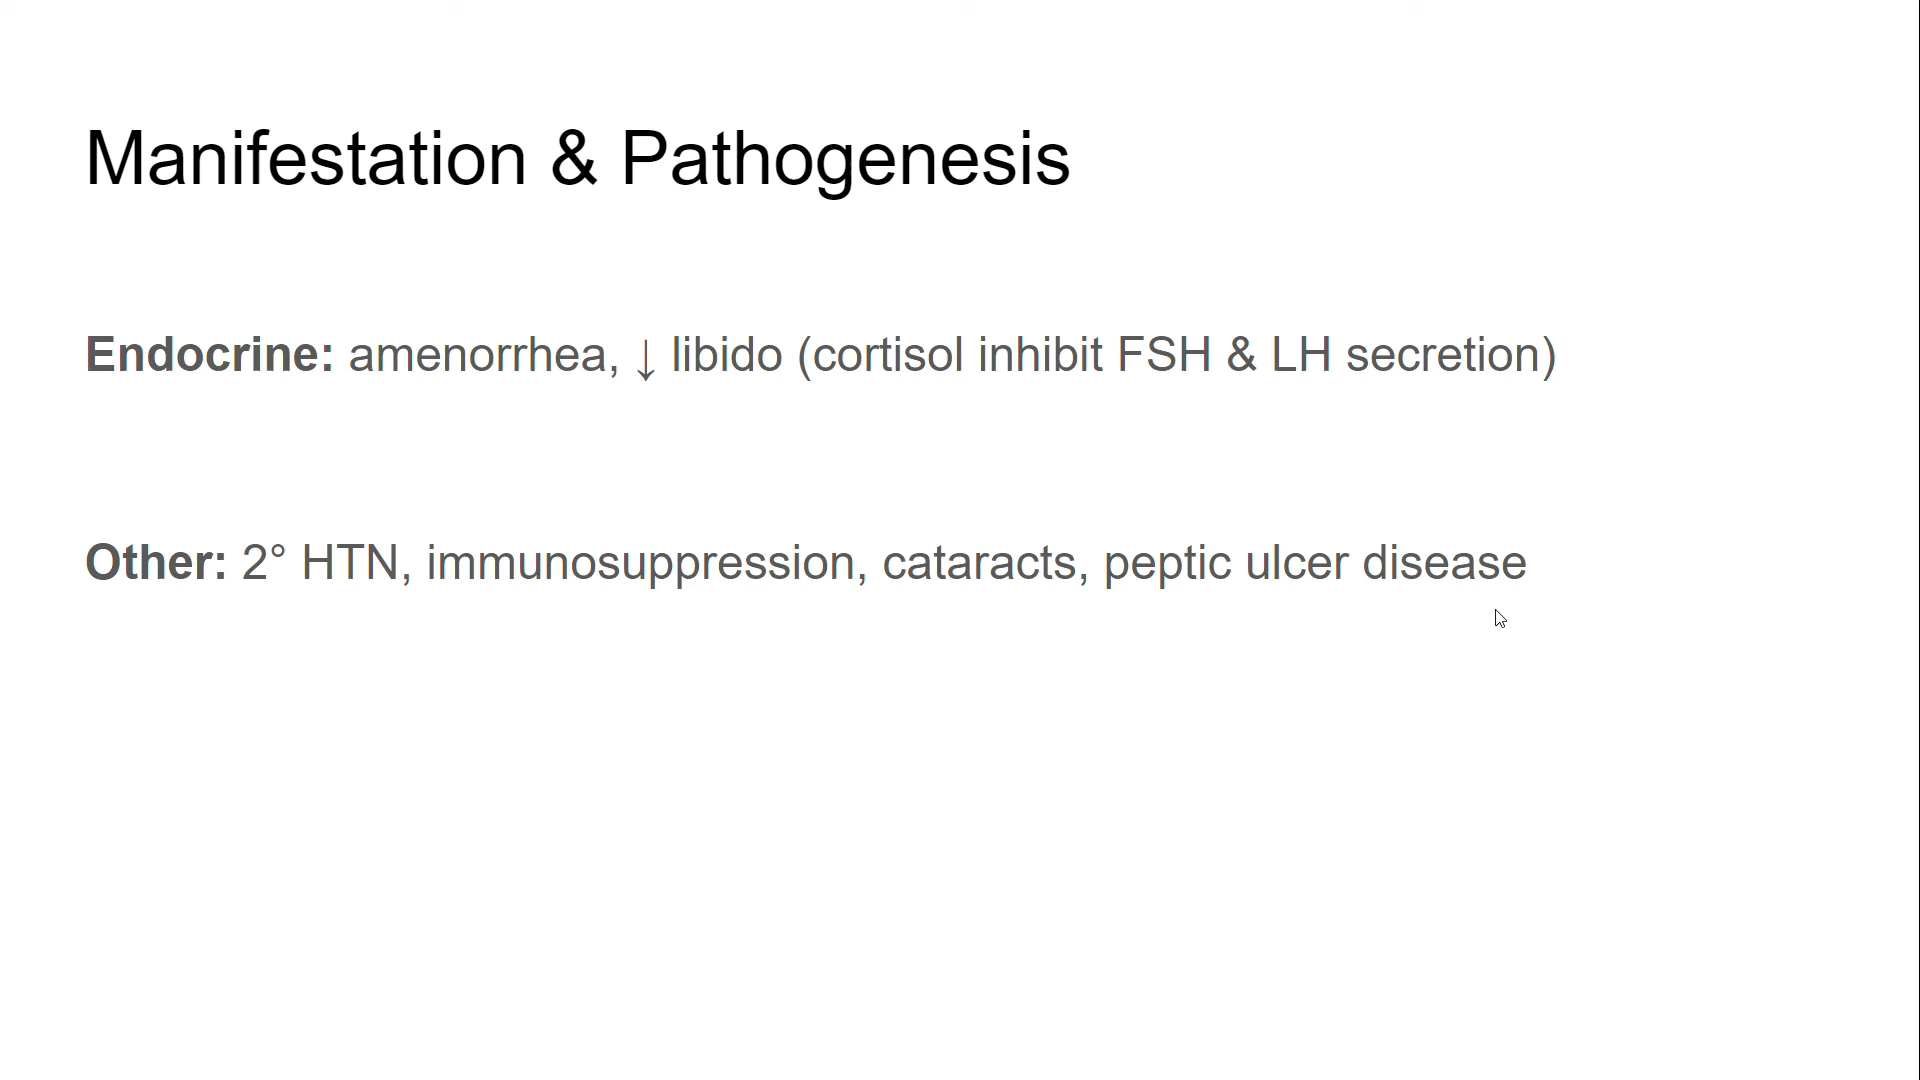 Manifestation & Pathogenesis
Endocrine: amenorrhea, ↓ libido (cortisol inhibit FSH & LH secretion)
Other: 2° HTN, immunosuppression, cataracts, peptic ulcer disease